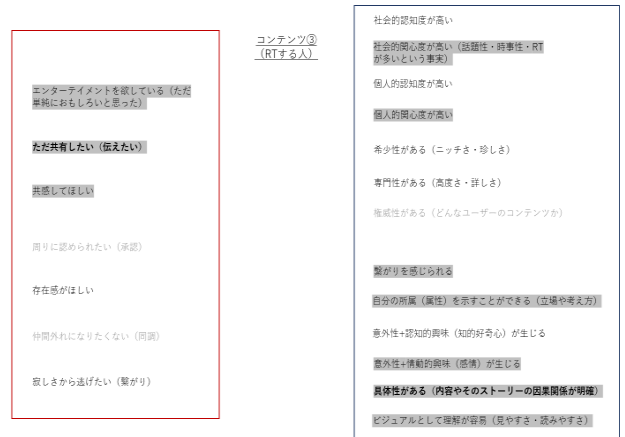 コンテンツ③
（RTする人）
エンターテイメントを欲している（ただ
単純におもしろいと思った）
ただ共有したい（伝えたい）
共感してほしい
周りに認められたい（承認）
存在感がほしい
仲間外れになりたくない（同調）
寂しさから逃げたい（繋がり）
社会的認知度が高い
社会的関心度が高い（話題性・時事性・RT
が多いという事実）
個人的認知度が高い
個人的関心度が高い
希少性がある（ニッチさ・珍しさ）
専門性がある（高度さ・詳しさ）
権威性がある（どんなユーザーのコンテンツか）
繋がりを感じられる
自分の所属（属性）を示すことができる（立場や考え方）
意外性+認知的興味（知的好奇心）が生じる
意外性+情動的興味（感情）が生じる
具体性がある（内容やそのストーリーの因果関係が明確）
ビジュアルとして理解が容易（見やすさ・読みやすさ）